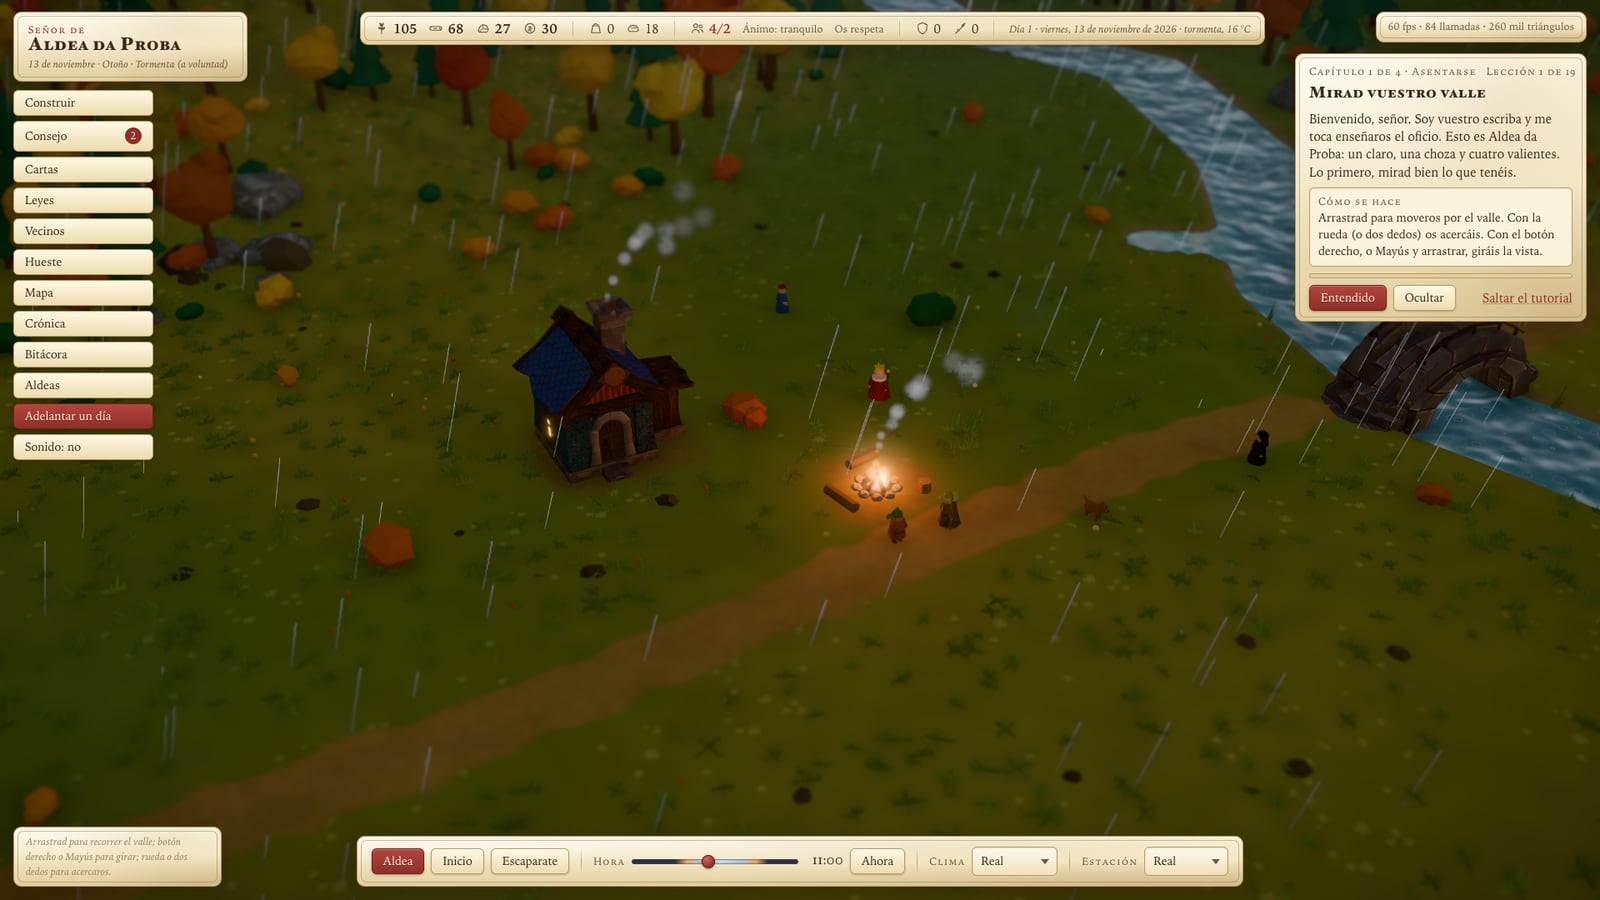 Señor de
Aldea da Proba
13 de noviembre · Otoño · Tormenta (a voluntad)
105 68 27 30 0 18 4/2 Ánimo: tranquilo Os respeta 0 0 Día 1 · viernes, 13 de noviembre de 2026 · tormenta, 16 °C
60 fps · 84 llamadas · 260 mil triángulos
Construir
Consejo 2
Cartas
Leyes
Vecinos
Hueste
Mapa
Crónica
Bitácora
Aldeas
Adelantar un día
Sonido: no
Capítulo 1 de 4 · Asentarse Lección 1 de 19
Mirad vuestro valle
Bienvenido, señor. Soy vuestro escriba y me
toca enseñaros el oficio. Esto es Aldea da
Proba: un claro, una choza y cuatro valientes.
Lo primero, mirad bien lo que tenéis.
Cómo se hace
Arrastrad para moveros por el valle. Con la
rueda (o dos dedos) os acercáis. Con el botón
derecho, o Mayús y arrastrar, giráis la vista.
Entendido Ocultar Saltar el tutorial
Arrastrad para recorrer el valle; botón
derecho o Mayús para girar; rueda o dos
dedos para acercaros.
Aldea Inicio Escaparate Hora 11:00 Ahora Clima Real Estación Real